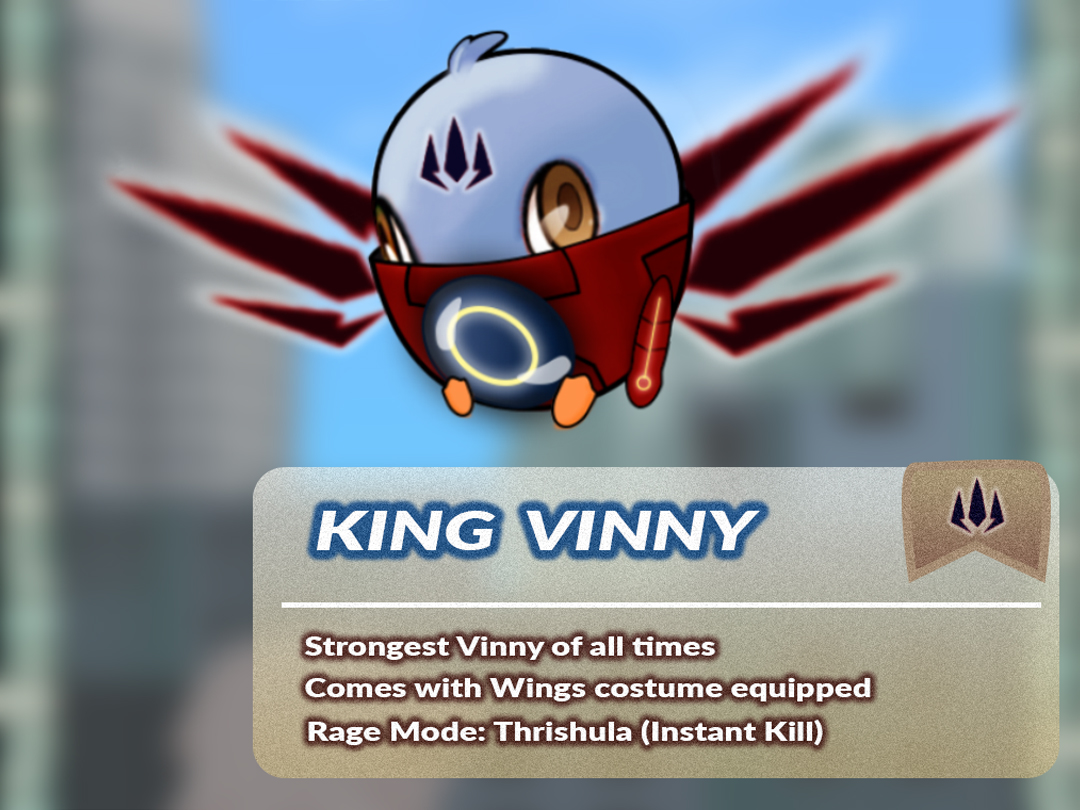 KING VINNY
Strongest Vinny of all times
Comes with Wings costume equipped
Rage Mode: Thrishula (Instant Kill)